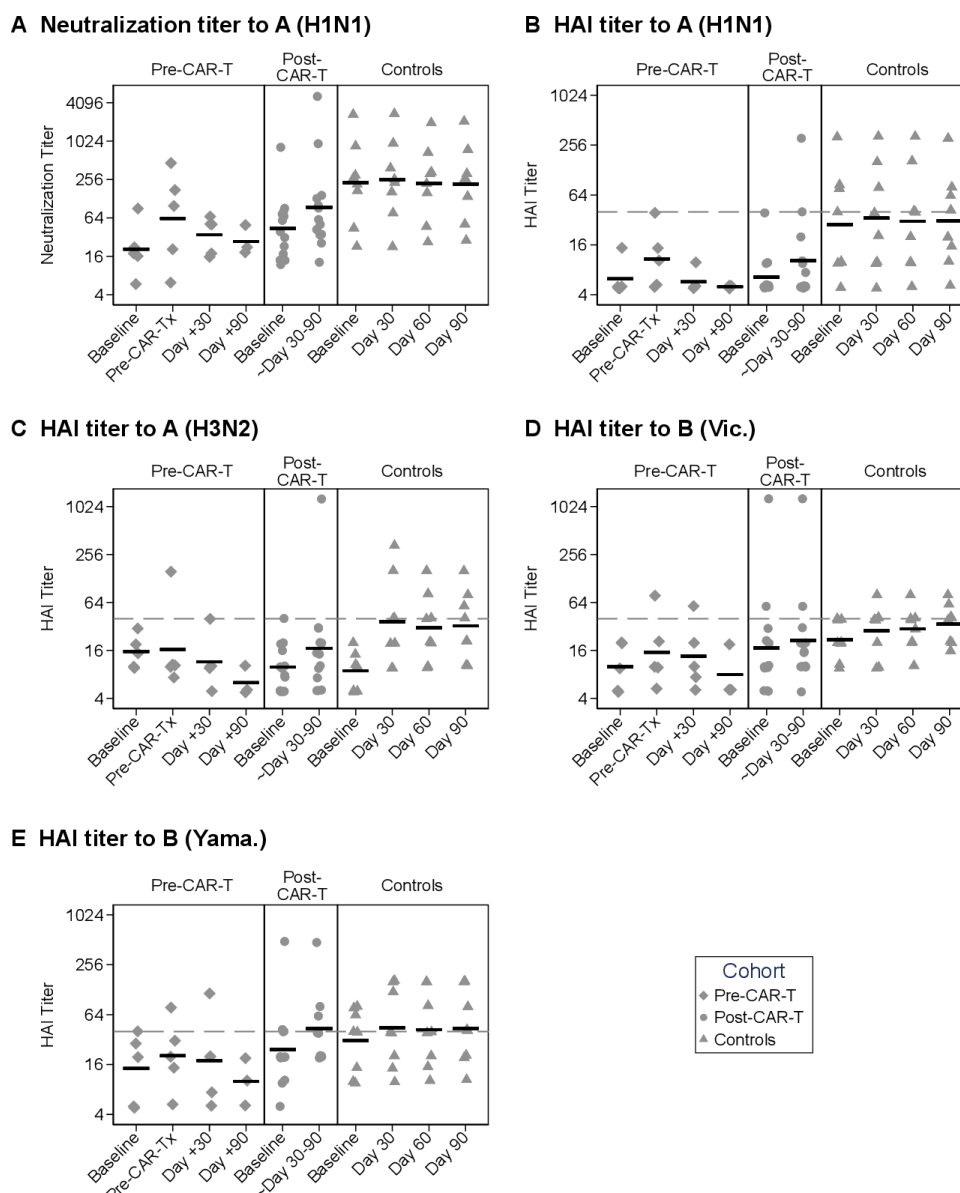 A Neutralization titer to A (H1N1)
Pre-CAR-T
Post-
CAR-T
Controls
Neutralization Titer
4096
1024
256
64
16
4
Baseline
Pre-CAR-Tx
Day +30
Day +90
Baseline
~Day 30-90
Baseline
Day 30
Day 60
Day 90
B HAI titer to A (H1N1)
Pre-CAR-T
Post-
CAR-T
Controls
HAI Titer
1024
256
64
16
4
Baseline
Pre-CAR-Tx
Day +30
Day +90
Baseline
~Day 30-90
Baseline
Day 30
Day 60
Day 90
C HAI titer to A (H3N2)
Pre-CAR-T
Post-
CAR-T
Controls
HAI Titer
1024
256
64
16
4
Baseline
Pre-CAR-Tx
Day +30
Day +90
Baseline
~Day 30-90
Baseline
Day 30
Day 60
Day 90
D HAI titer to B (Vic.)
Pre-CAR-T
Post-
CAR-T
Controls
HAI Titer
1024
256
64
16
4
Baseline
Pre-CAR-Tx
Day +30
Day +90
Baseline
~Day 30-90
Baseline
Day 30
Day 60
Day 90
E HAI titer to B (Yama.)
Pre-CAR-T
Post-
CAR-T
Controls
HAI Titer
1024
256
64
16
4
Baseline
Pre-CAR-Tx
Day +30
Day +90
Baseline
~Day 30-90
Baseline
Day 30
Day 60
Day 90
Cohort
Pre-CAR-T
Post-CAR-T
Controls